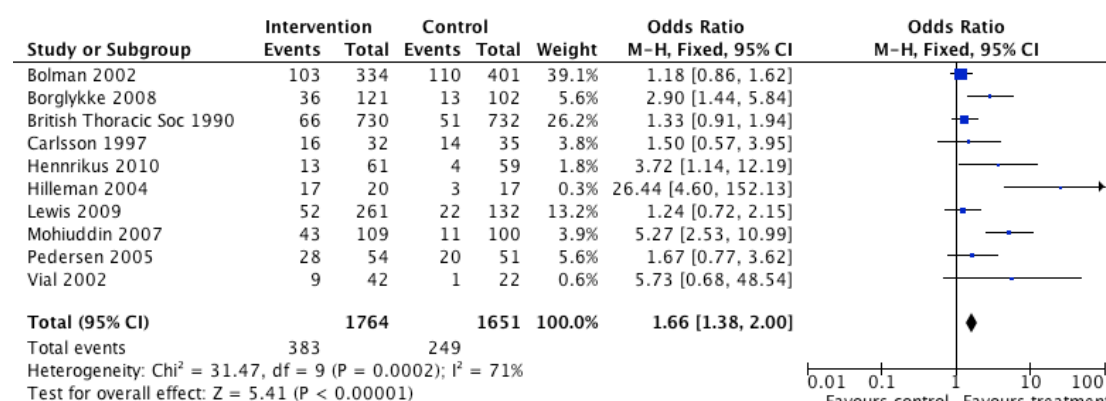 Intervention Control Odds Ratio Odds Ratio
Study or Subgroup Events Total Events Total Weight M-H, Fixed, 95% CI M-H, Fixed, 95% CI
Bolman 2002 103 334 110 401 39.1% 1.18 [0.86, 1.62]
Borglykke 2008 36 121 13 102 5.6% 2.90 [1.44, 5.84]
British Thoracic Soc 1990 66 730 51 732 26.2% 1.33 [0.91, 1.94]
Carlsson 1997 16 32 14 35 3.8% 1.50 [0.57, 3.95]
Hennrikus 2010 13 61 4 59 1.8% 3.72 [1.14, 12.19]
Hilleman 2004 17 20 3 17 0.3% 26.44 [4.60, 152.13]
Lewis 2009 52 261 22 132 13.2% 1.24 [0.72, 2.15]
Mohiuddin 2007 43 109 11 100 3.9% 5.27 [2.53, 10.99]
Pedersen 2005 28 54 20 51 5.6% 1.67 [0.77, 3.62]
Vial 2002 9 42 1 22 0.6% 5.73 [0.68, 48.54]
Total (95% CI) 1764 1651 100.0% 1.66 [1.38, 2.00]
Total events 383 249
Heterogeneity: Chi² = 31.47, df = 9 (P = 0.0002); I² = 71%
Test for overall effect: Z = 5.41 (P < 0.00001)
0.01 0.1 1 10 100
Favours control Favours treatment